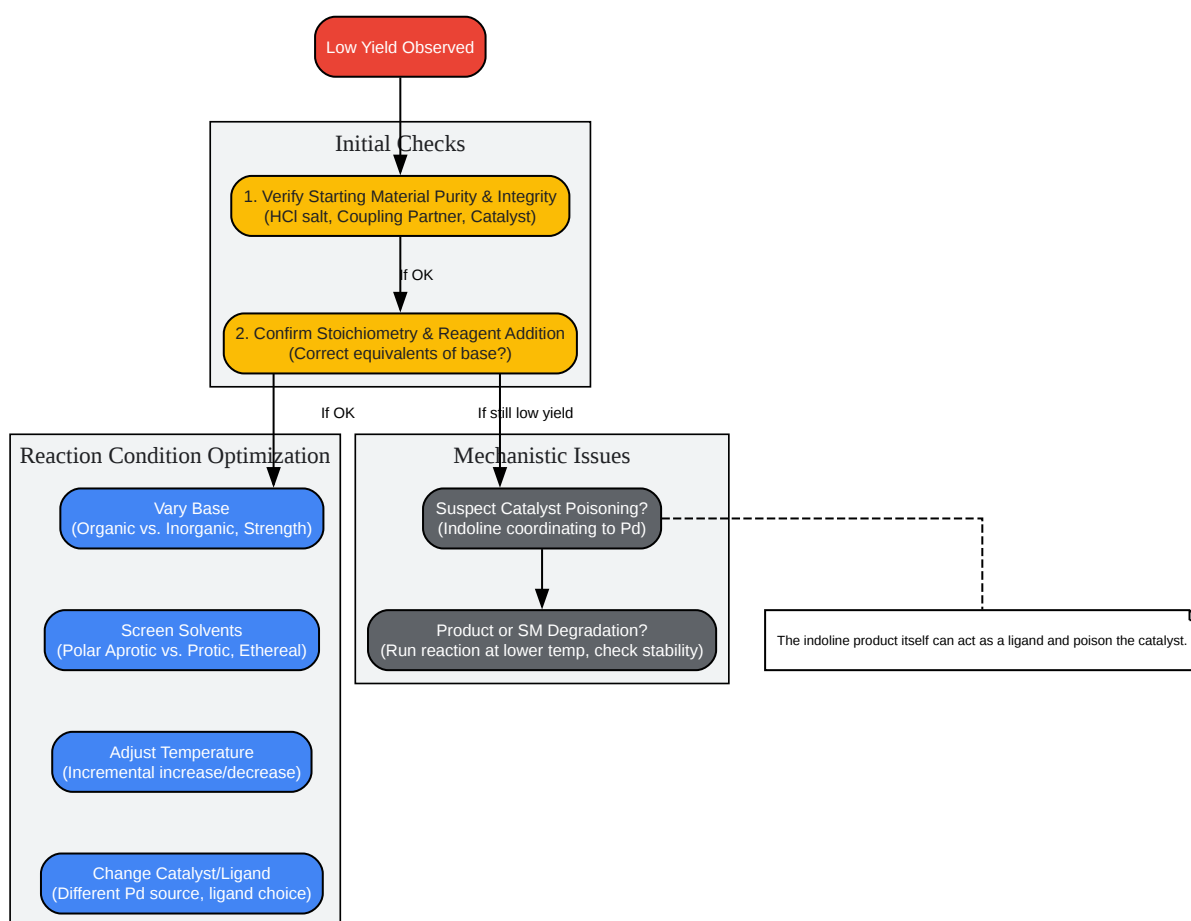 Low Yield Observed
Initial Checks
1. Verify Starting Material Purity & Integrity
(HCl salt, Coupling Partner, Catalyst)
If OK
2. Confirm Stoichiometry & Reagent Addition
(Correct equivalents of base?)
If OK
If still low yield
Reaction Condition Optimization
Vary Base
(Organic vs. Inorganic, Strength)
Screen Solvents
(Polar Aprotic vs. Protic, Ethereal)
Adjust Temperature
(Incremental increase/decrease)
Change Catalyst/Ligand
(Different Pd source, ligand choice)
Mechanistic Issues
Suspect Catalyst Poisoning?
(Indoline coordinating to Pd)
Product or SM Degradation?
(Run reaction at lower temp, check stability)
The indoline product itself can act as a ligand and poison the catalyst.